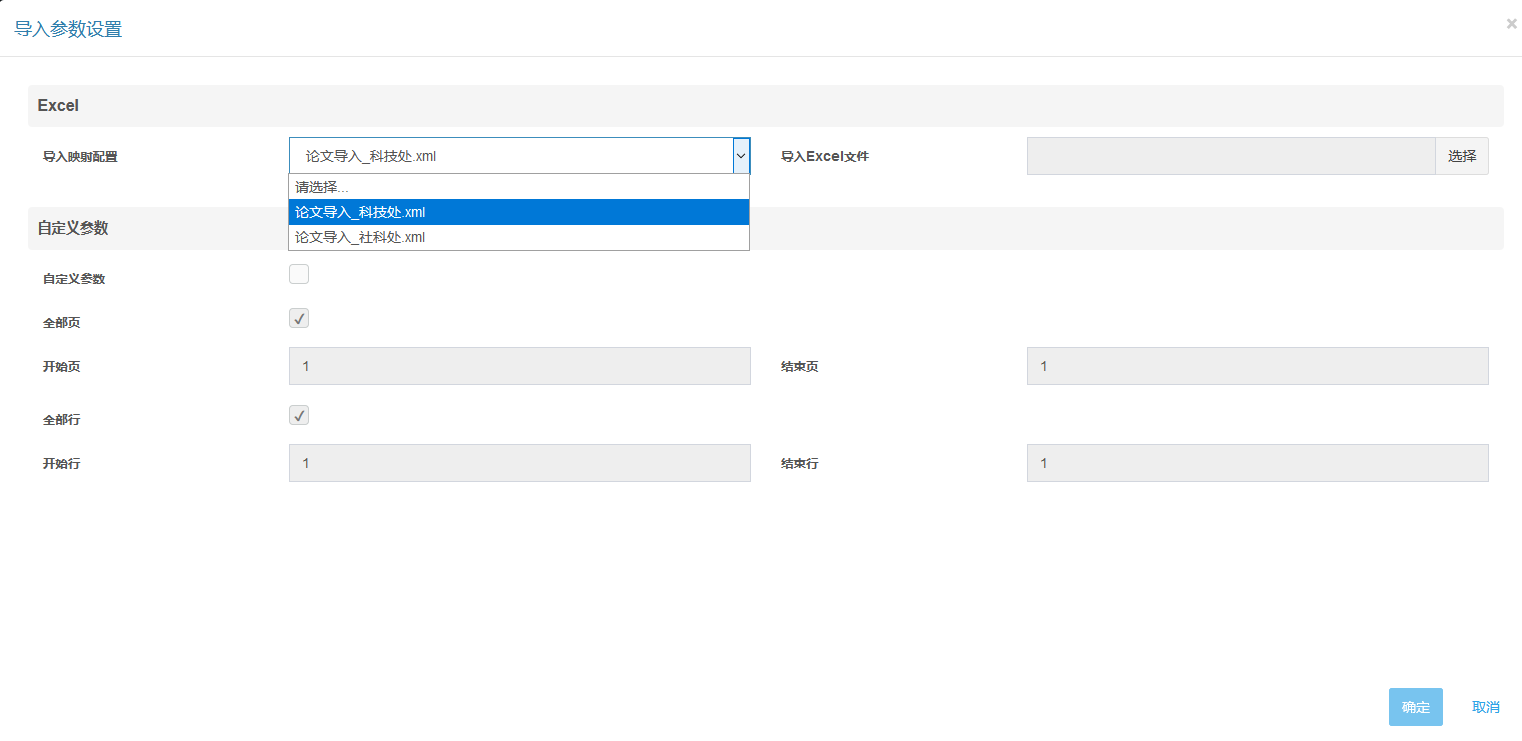 导入参数设置
×
Excel
导入映射配置
论文导入_科技处.xml
导入Excel文件
选择
请选择...
论文导入_科技处.xml
论文导入_社科处.xml
自定义参数
自定义参数
全部页
开始页
1
结束页
1
全部行
开始行
1
结束行
1
确定
取消